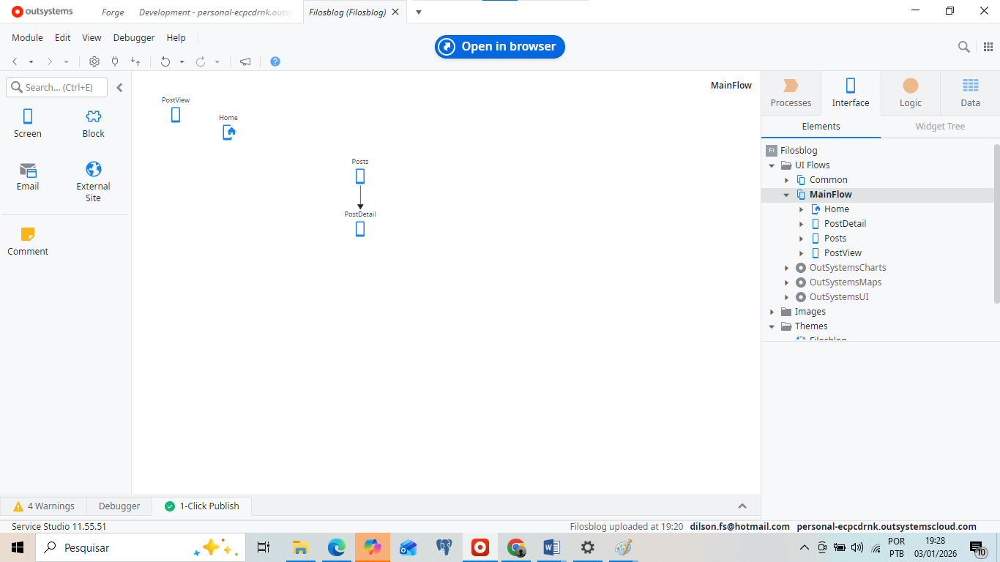 outsystems
Forge
Development - personal-ecpcdrnk.outsy
Filosblog (Filosblog)
Module
Edit
View
Debugger
Help
Open in browser
?
Search... (Ctrl+E)
Screen
Block
Email
External
Site
Comment
MainFlow
PostView
Home
Posts
PostDetail
Processes
Interface
Logic
Data
Elements
Widget Tree
Fi Filosblog
UI Flows
Common
MainFlow
Home
PostDetail
Posts
PostView
OutSystemsCharts
OutSystemsMaps
OutSystemsUI
Images
Themes
Filosblog
4 Warnings
Debugger
1-Click Publish
Service Studio 11.55.51
Filosblog uploaded at 19:20
dilson.fs@hotmail.com
personal-ecpcdrnk.outsystemscloud.com
Pesquisar
POR
PTB
19:28
03/01/2026
10